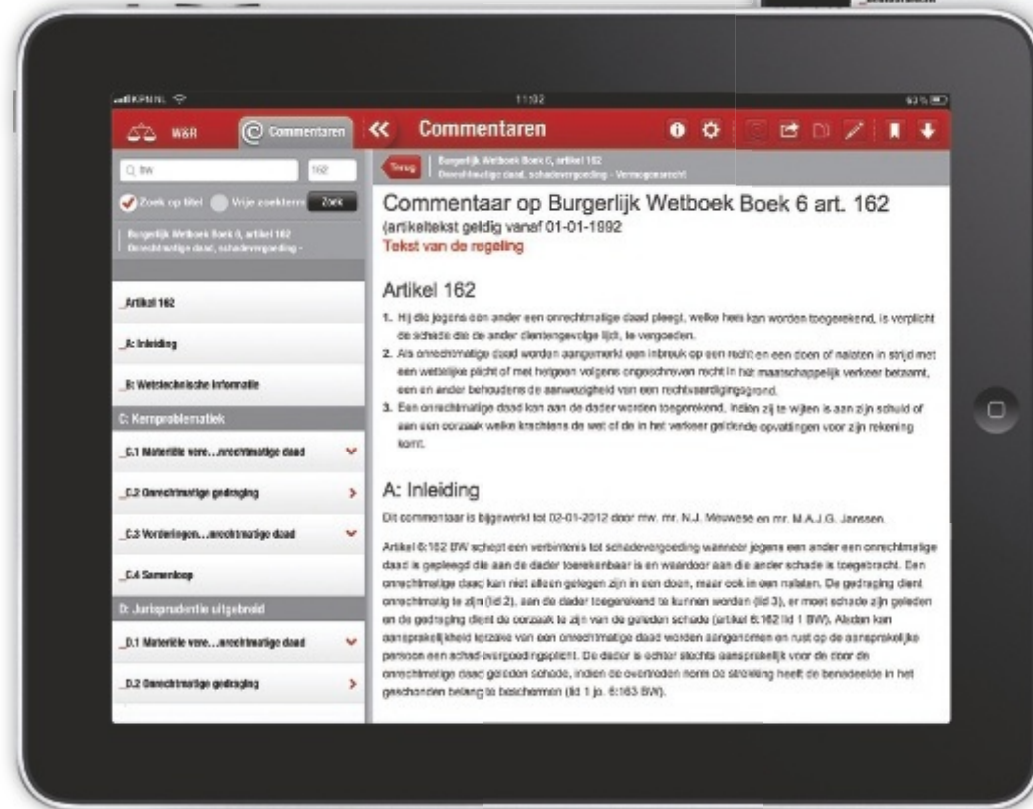 KPN NL
11:02
W&R
Commentaren
Commentaren
bw
162
Zoek op titel
Vrije zoekterm
Zoek
Burgerlijk Wetboek Boek 6, artikel 162
Onrechtmatige daad, schadevergoeding -
_Artikel 162
_A: Inleiding
_B: Wetstechnische informatie
C: Kernproblematiek
_C.1 Materiële vere...nrechtmatige daad
_C.2 Onrechtmatige gedraging
_C.3 Vorderingen...nrechtmatige daad
_C.4 Samenloop
D: Jurisprudentie uitgebreid
_D.1 Materiële vere...nrechtmatige daad
_D.2 Onrechtmatige gedraging
Terug
Burgerlijk Wetboek Boek 6, artikel 162
Onrechtmatige daad, schadevergoeding - Vermogensrecht
Commentaar op Burgerlijk Wetboek Boek 6 art. 162
(artikeltekst geldig vanaf 01-01-1992
Tekst van de regeling
Artikel 162
1. Hij die jegens een ander een onrechtmatige daad pleegt, welke hem kan worden toegerekend, is verplicht
de schade die de ander dientengevolge lijdt, te vergoeden.
2. Als onrechtmatige daad worden aangemerkt een inbreuk op een recht en een doen of nalaten in strijd met
een wettelijke plicht of met hetgeen volgens ongeschreven recht in het maatschappelijk verkeer betaamt,
een en ander behoudens de aanwezigheid van een rechtvaardigingsgrond.
3. Een onrechtmatige daad kan aan de dader worden toegerekend, indien zij te wijten is aan zijn schuld of
aan een oorzaak welke krachtens de wet of de in het verkeer geldende opvattingen voor zijn rekening
komt.
A: Inleiding
Dit commentaar is bijgewerkt tot 02-01-2012 door mw. mr. N.J. Meuwese en mr. M.A.J.G. Janssen.
Artikel 6:162 BW schept een verbintenis tot schadevergoeding wanneer jegens een ander een onrechtmatige
daad is gepleegd die aan de dader toerekenbaar is en waardoor aan die ander schade is toegebracht. Een
onrechtmatige daad kan niet alleen gelegen zijn in een doen, maar ook in een nalaten. De gedraging dient
onrechtmatig te zijn (lid 2), aan de dader toegerekend te kunnen worden (lid 3), er moet schade zijn geleden
en de gedraging dient de oorzaak te zijn van de geleden schade (artikel 6:162 lid 1 BW). Alsdan kan
aansprakelijkheid terzake van een onrechtmatige daad worden aangenomen en rust op de aansprakelijke
persoon een schadevergoedingsplicht. De dader is echter slechts aansprakelijk voor de door de
onrechtmatige daad geleden schade, indien de overtreden norm de strekking heeft de benadeelde in het
geschonden belang te beschermen (lid 1 jo. 6:163 BW).